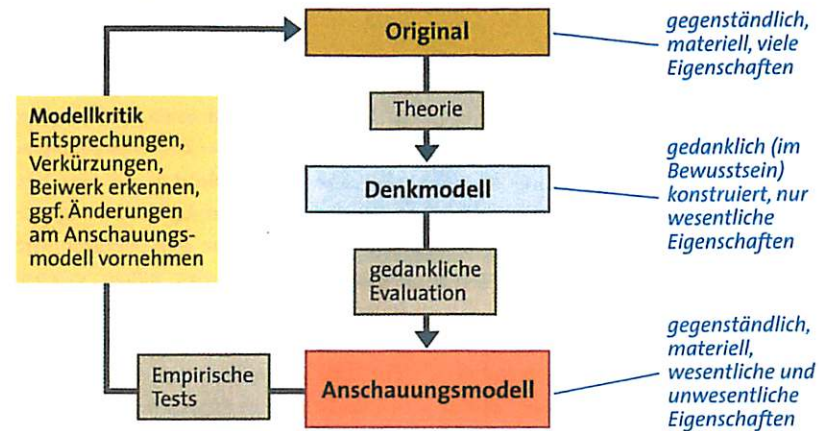 Original
gegenständlich,
materiell, viele
Eigenschaften
Theorie
Modellkritik
Entsprechungen,
Verkürzungen,
Beiwerk erkennen,
ggf. Änderungen
am Anschauungs-
modell vornehmen
Denkmodell
gedanklich (im
Bewusstsein)
konstruiert, nur
wesentliche
Eigenschaften
gedankliche
Evaluation
Anschauungsmodell
gegenständlich,
materiell,
wesentliche und
unwesentliche
Eigenschaften
Empirische
Tests